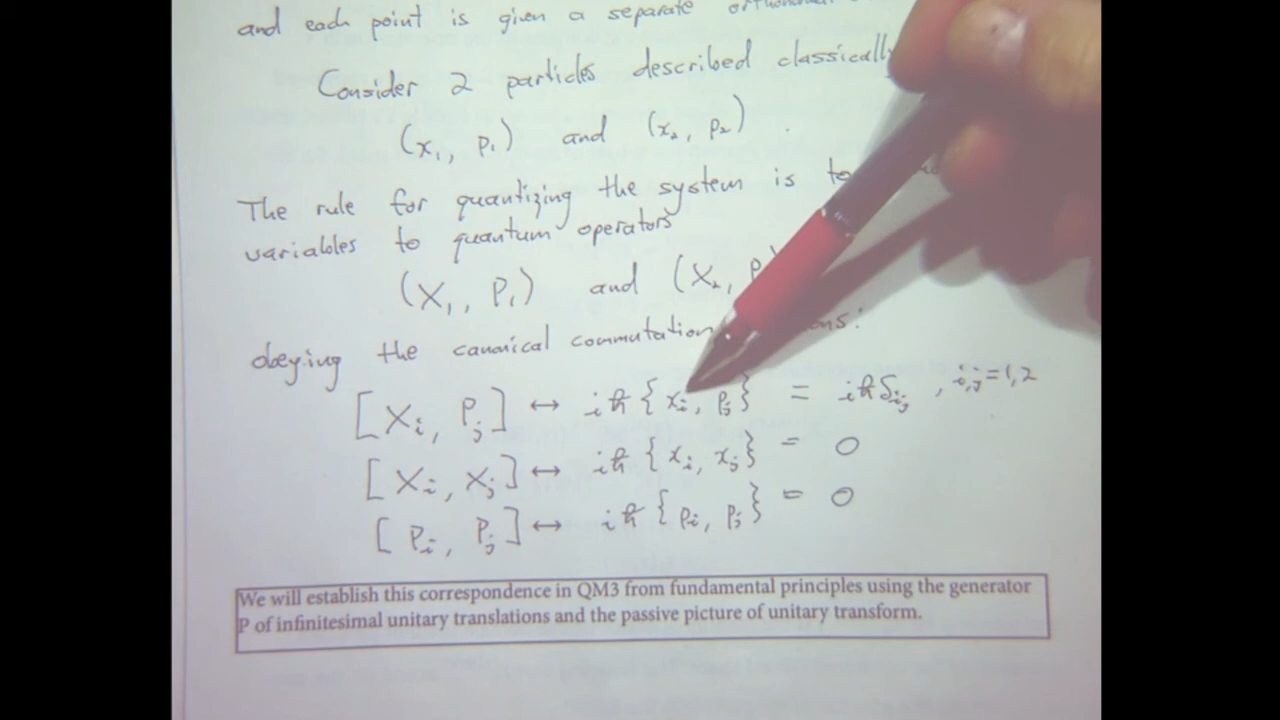 and each point is given a separate
Consider 2 particles described classically
(x₁, p₁) and (x₂, p₂).
The rule for quantizing the system is to
variables to quantum operators
(X₁, P₁) and (X₂, P
obeying the canonical commutation
[Xᵢ, Pⱼ] ↔ iħ{xᵢ, pⱼ} = iħδᵢⱼ, i,j=1,2
[Xᵢ, Xⱼ] ↔ iħ{xᵢ, xⱼ} = 0
[Pᵢ, Pⱼ] ↔ iħ{pᵢ, pⱼ} = 0
We will establish this correspondence in QM3 from fundamental principles using the generator
P of infinitesimal unitary translations and the passive picture of unitary transform.